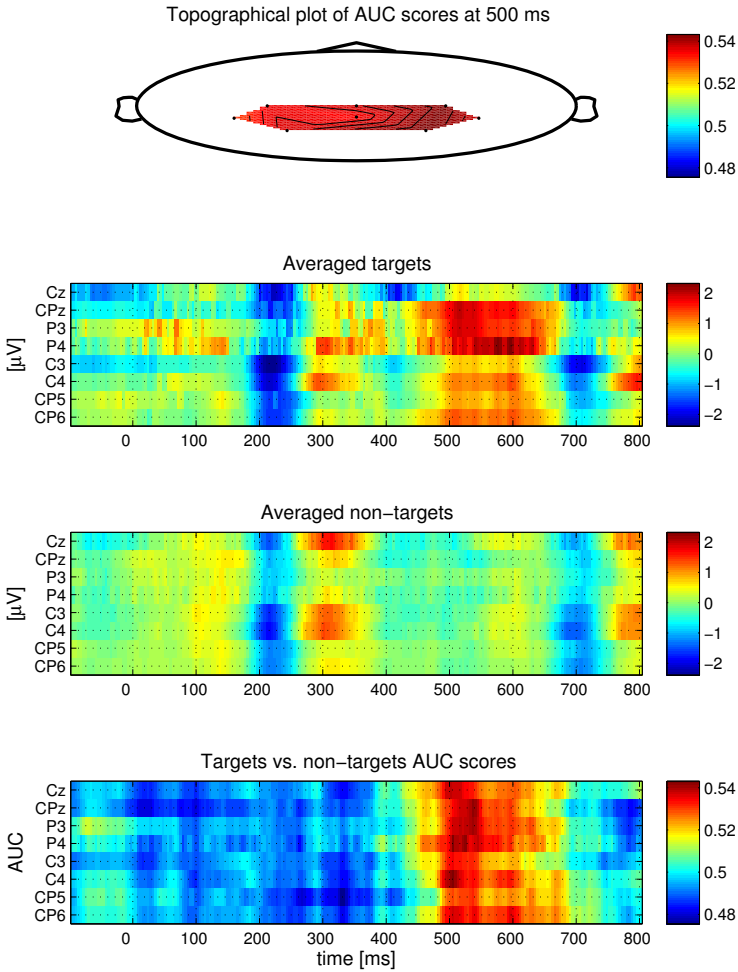 Topographical plot of AUC scores at 500 ms
0.54
0.52
0.5
0.48
Averaged targets
[µV]
Cz
CPz
P3
P4
C3
C4
CP5
CP6
0 100 200 300 400 500 600 700 800
2
1
0
−1
−2
Averaged non−targets
[µV]
Cz
CPz
P3
P4
C3
C4
CP5
CP6
0 100 200 300 400 500 600 700 800
2
1
0
−1
−2
Targets vs. non−targets AUC scores
AUC
Cz
CPz
P3
P4
C3
C4
CP5
CP6
0 100 200 300 400 500 600 700 800
time [ms]
0.54
0.52
0.5
0.48